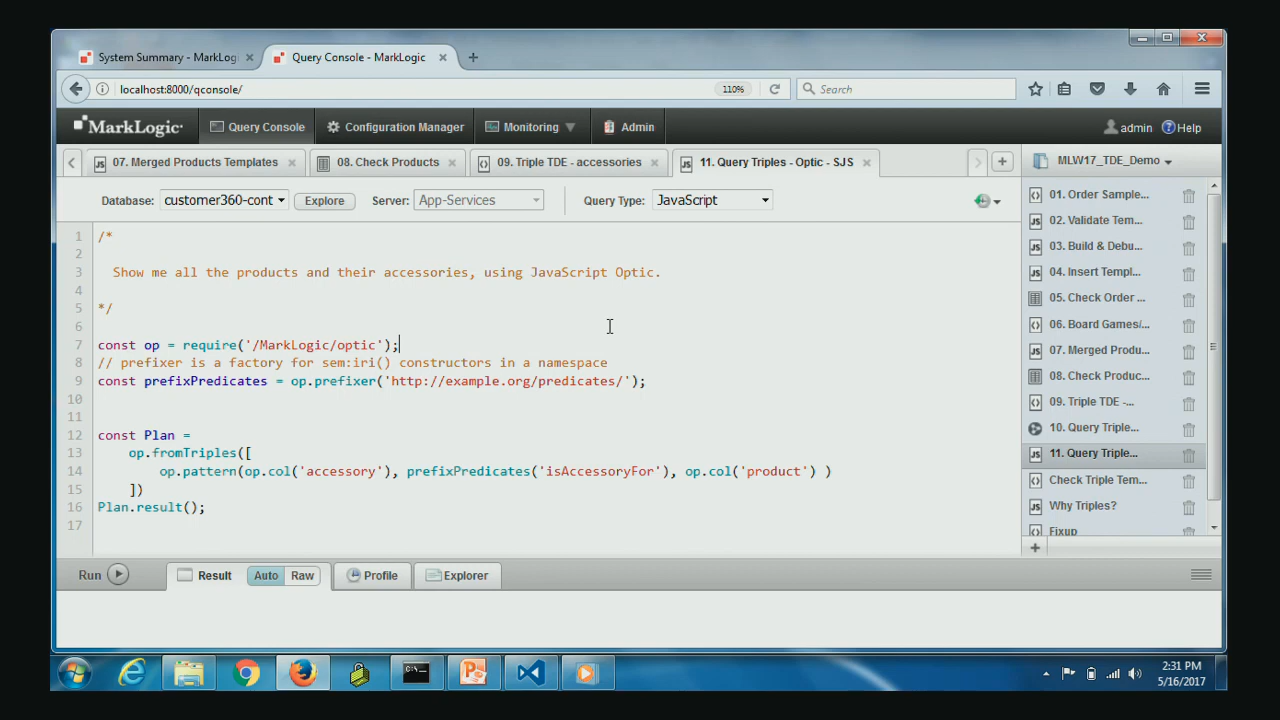 System Summary - MarkLog
Query Console - MarkLogic
localhost:8000/qconsole/
110%
Search
MarkLogic
Query Console
Configuration Manager
Monitoring
Admin
admin
Help
07. Merged Products Templates
08. Check Products
09. Triple TDE - accessories
11. Query Triples - Optic - SJS
MLW17_TDE_Demo
Database:
customer360-cont
Explore
Server:
App-Services
Query Type:
JavaScript
1 /*
2
3 Show me all the products and their accessories, using JavaScript Optic.
4
5 */
6
7 const op = require('/MarkLogic/optic');
8 // prefixer is a factory for sem:iri() constructors in a namespace
9 const prefixPredicates = op.prefixer('http://example.org/predicates/');
10
11
12 const Plan =
13 op.fromTriples([
14 op.pattern(op.col('accessory'), prefixPredicates('isAccessoryFor'), op.col('product') )
15 ])
16 Plan.result();
17
01. Order Sample...
02. Validate Tem...
03. Build & Debu...
04. Insert Templ...
05. Check Order ...
06. Board Games/...
07. Merged Produ...
08. Check Produc...
09. Triple TDE -...
10. Query Triple...
11. Query Triple...
Check Triple Tem...
Why Triples?
Fixup
Run
Result
Auto
Raw
Profile
Explorer
2:31 PM
5/16/2017